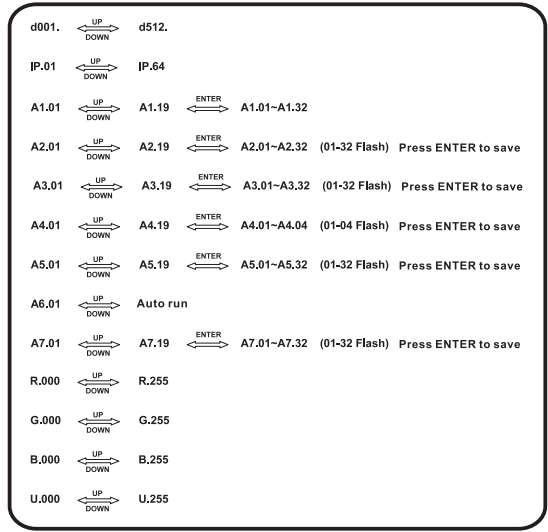 d001. UP DOWN d512.
IP.01 UP DOWN IP.64
A1.01 UP DOWN A1.19 ENTER A1.01~A1.32
A2.01 UP DOWN A2.19 ENTER A2.01~A2.32 (01-32 Flash) Press ENTER to save
A3.01 UP DOWN A3.19 ENTER A3.01~A3.32 (01-32 Flash) Press ENTER to save
A4.01 UP DOWN A4.19 ENTER A4.01~A4.04 (01-04 Flash) Press ENTER to save
A5.01 UP DOWN A5.19 ENTER A5.01~A5.32 (01-32 Flash) Press ENTER to save
A6.01 UP DOWN Auto run
A7.01 UP DOWN A7.19 ENTER A7.01~A7.32 (01-32 Flash) Press ENTER to save
R.000 UP DOWN R.255
G.000 UP DOWN G.255
B.000 UP DOWN B.255
U.000 UP DOWN U.255